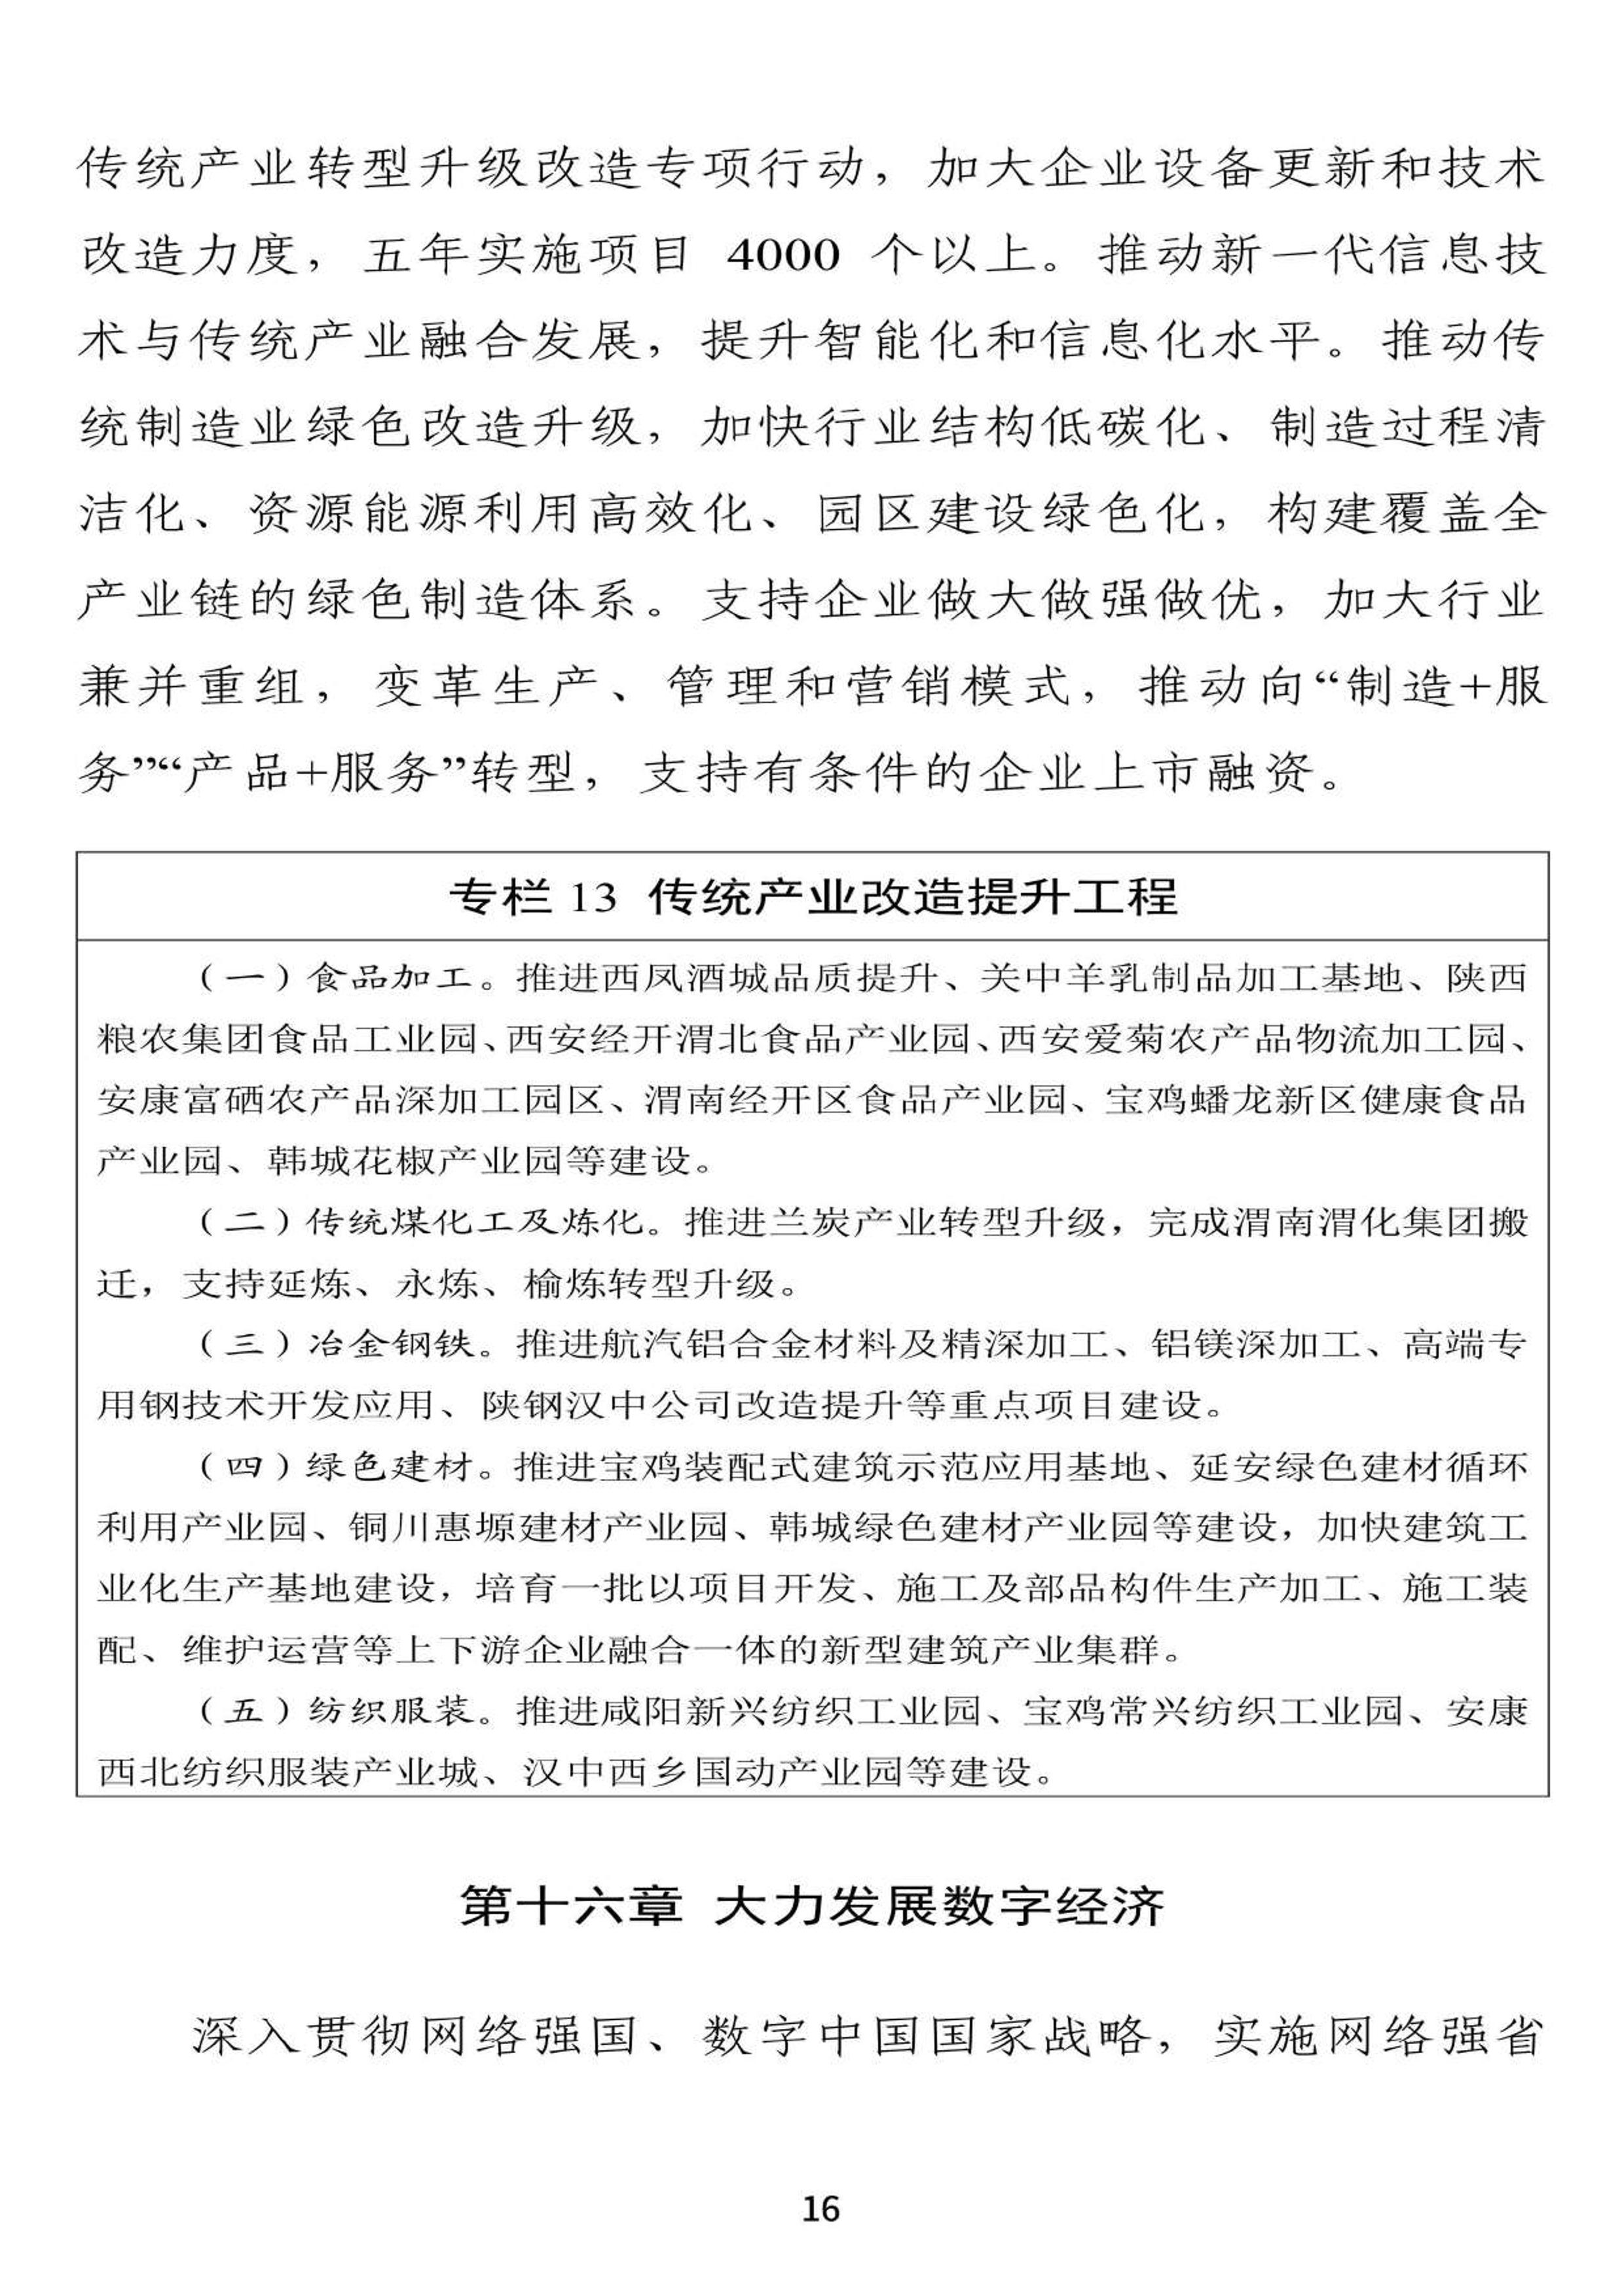 传统产业转型升级改造专项行动，加大企业设备更新和技术
改造力度，五年实施项目 4000 个以上。推动新一代信息技
术与传统产业融合发展，提升智能化和信息化水平。推动传
统制造业绿色改造升级，加快行业结构低碳化、制造过程清
洁化、资源能源利用高效化、园区建设绿色化，构建覆盖全
产业链的绿色制造体系。支持企业做大做强做优，加大行业
兼并重组，变革生产、管理和营销模式，推动向“制造+服
务”“产品+服务”转型，支持有条件的企业上市融资。
专栏 13 传统产业改造提升工程
（一）食品加工。推进西凤酒城品质提升、关中羊乳制品加工基地、陕西
粮农集团食品工业园、西安经开渭北食品产业园、西安爱菊农产品物流加工园、
安康富硒农产品深加工园区、渭南经开区食品产业园、宝鸡蟠龙新区健康食品
产业园、韩城花椒产业园等建设。
（二）传统煤化工及炼化。推进兰炭产业转型升级，完成渭南渭化集团搬
迁，支持延炼、永炼、榆炼转型升级。
（三）冶金钢铁。推进航汽铝合金材料及精深加工、铝镁深加工、高端专
用钢技术开发应用、陕钢汉中公司改造提升等重点项目建设。
（四）绿色建材。推进宝鸡装配式建筑示范应用基地、延安绿色建材循环
利用产业园、铜川惠塬建材产业园、韩城绿色建材产业园等建设，加快建筑工
业化生产基地建设，培育一批以项目开发、施工及部品构件生产加工、施工装
配、维护运营等上下游企业融合一体的新型建筑产业集群。
（五）纺织服装。推进咸阳新兴纺织工业园、宝鸡常兴纺织工业园、安康
西北纺织服装产业城、汉中西乡国动产业园等建设。
第十六章 大力发展数字经济
深入贯彻网络强国、数字中国国家战略，实施网络强省
16